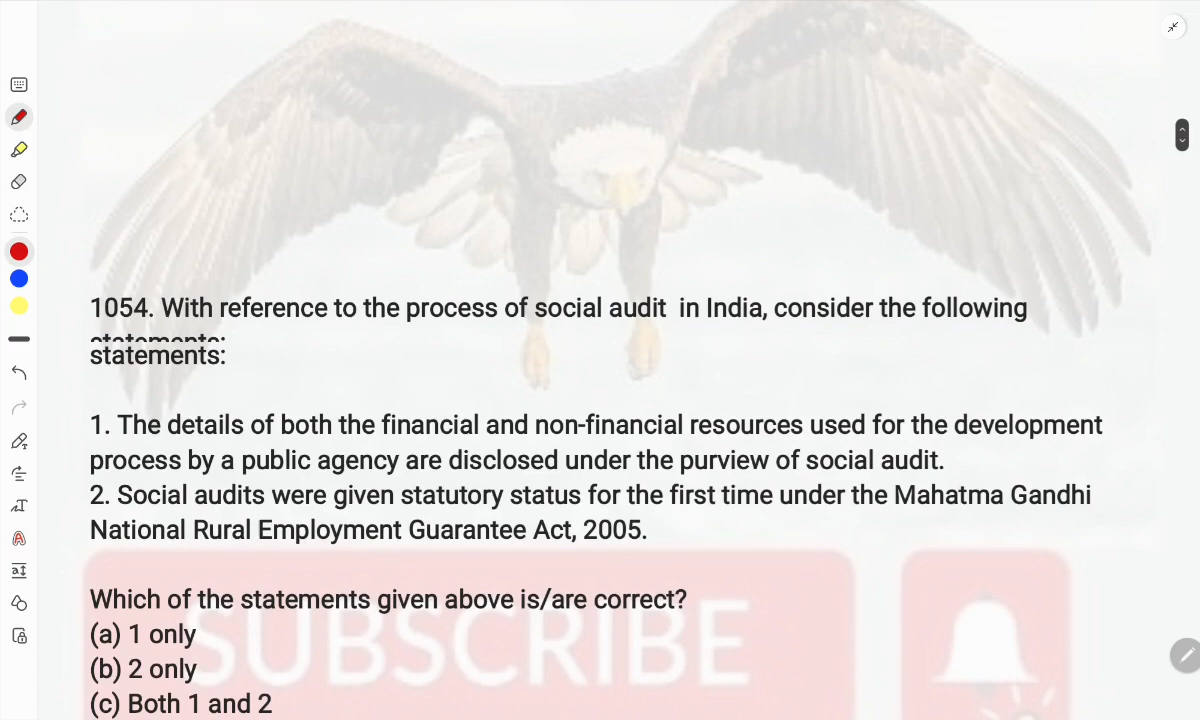 1054. With reference to the process of social audit in India, consider the following
statements:
statements:
1. The details of both the financial and non-financial resources used for the development
process by a public agency are disclosed under the purview of social audit.
2. Social audits were given statutory status for the first time under the Mahatma Gandhi
National Rural Employment Guarantee Act, 2005.
Which of the statements given above is/are correct?
(a) 1 only
SUBSCRIBE
(b) 2 only
(c) Both 1 and 2